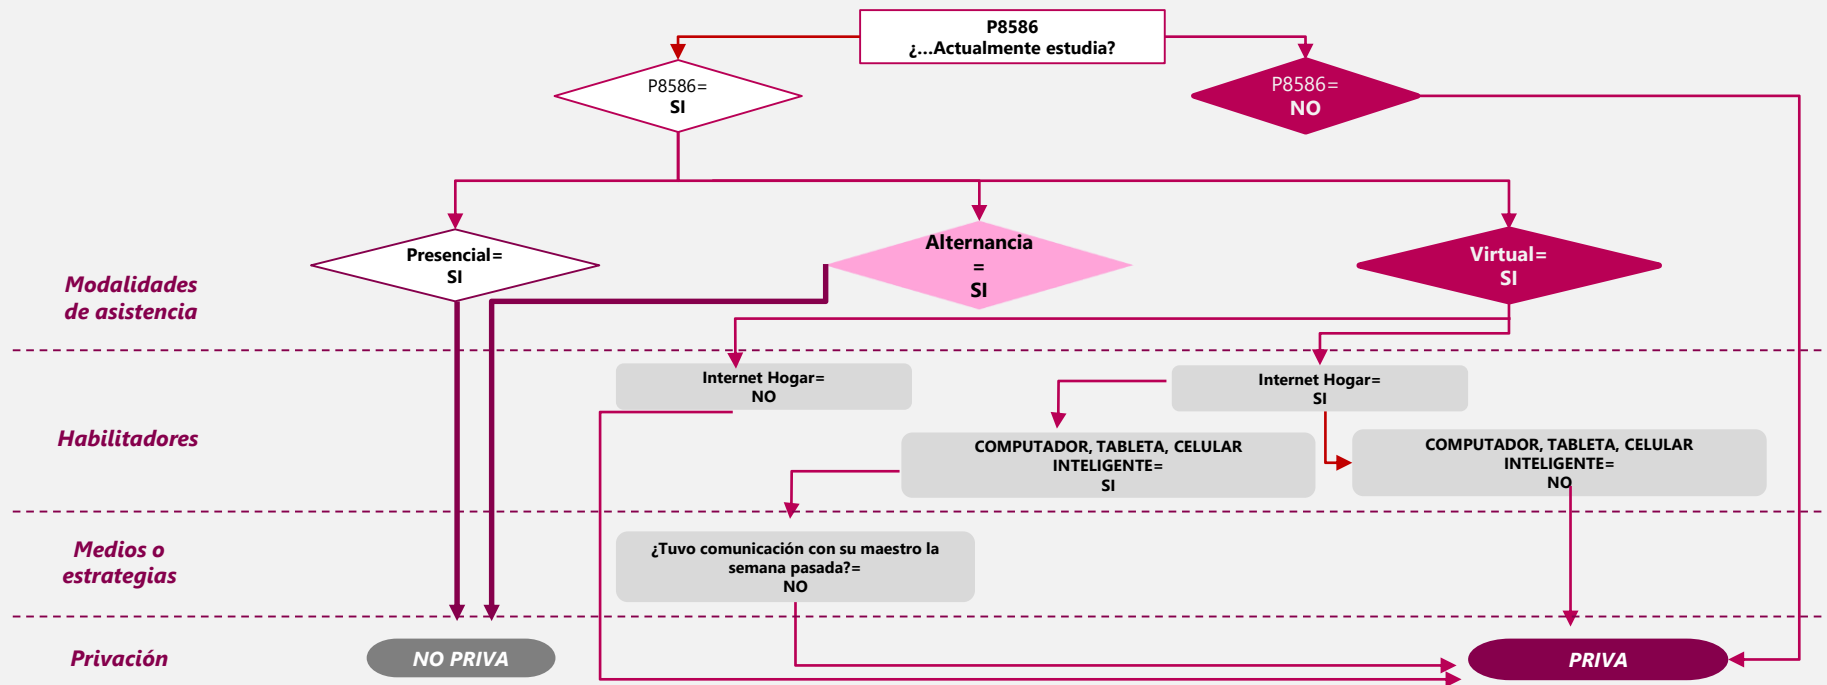 P8586
¿...Actualmente estudia?
P8586=
SI
P8586=
NO
Presencial=
SI
Alternancia
=
SI
Virtual=
SI
Modalidades
de asistencia
Internet Hogar=
NO
Internet Hogar=
SI
Habilitadores
COMPUTADOR, TABLETA, CELULAR
INTELIGENTE=
SI
COMPUTADOR, TABLETA, CELULAR
INTELIGENTE=
NO
Medios o
estrategias
¿Tuvo comunicación con su maestro la
semana pasada?=
NO
Privación
NO PRIVA
PRIVA